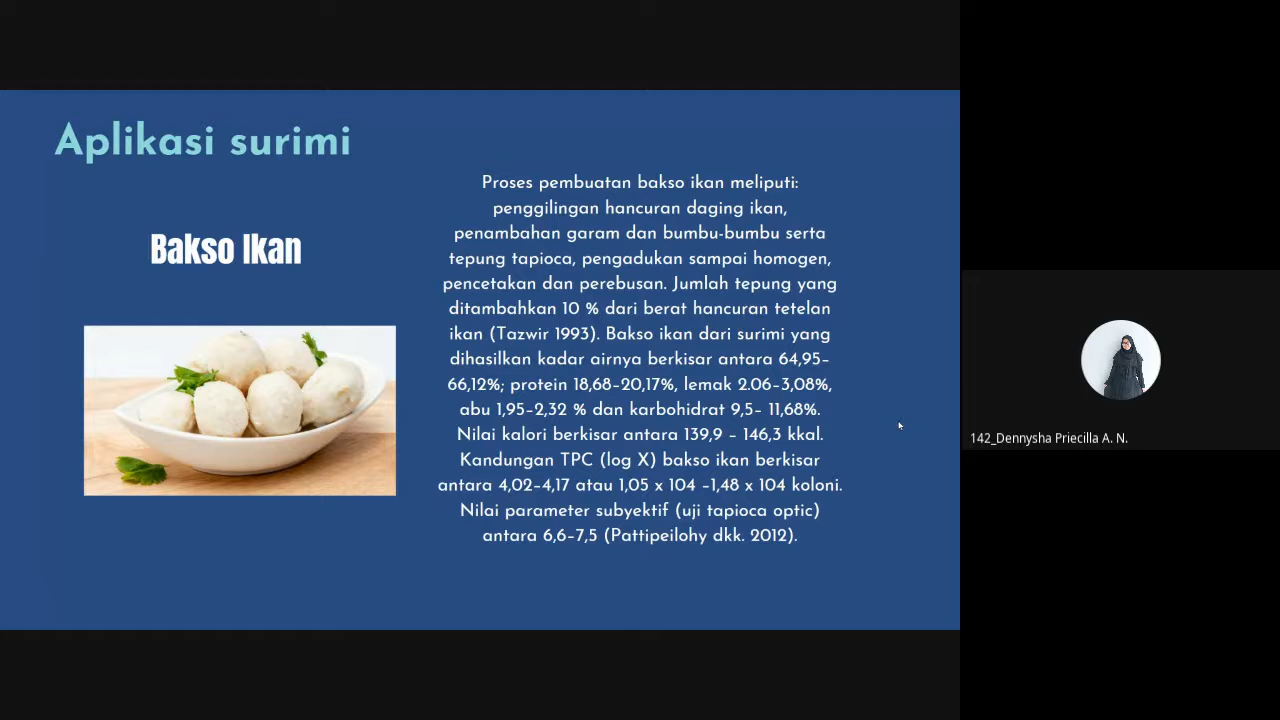 Aplikasi surimi
Bakso Ikan
Proses pembuatan bakso ikan meliputi:
penggilingan hancuran daging ikan,
penambahan garam dan bumbu-bumbu serta
tepung tapioca, pengadukan sampai homogen,
pencetakan dan perebusan. Jumlah tepung yang
ditambahkan 10 % dari berat hancuran tetelan
ikan (Tazwir 1993). Bakso ikan dari surimi yang
dihasilkan kadar airnya berkisar antara 64,95–
66,12%; protein 18,68–20,17%, lemak 2.06–3,08%,
abu 1,95–2,32 % dan karbohidrat 9,5– 11,68%.
Nilai kalori berkisar antara 139,9 – 146,3 kkal.
Kandungan TPC (log X) bakso ikan berkisar
antara 4,02–4,17 atau 1,05 x 104 –1,48 x 104 koloni.
Nilai parameter subyektif (uji tapioca optic)
antara 6,6–7,5 (Pattipeilohy dkk. 2012).
142_Dennysha Priecilla A. N.